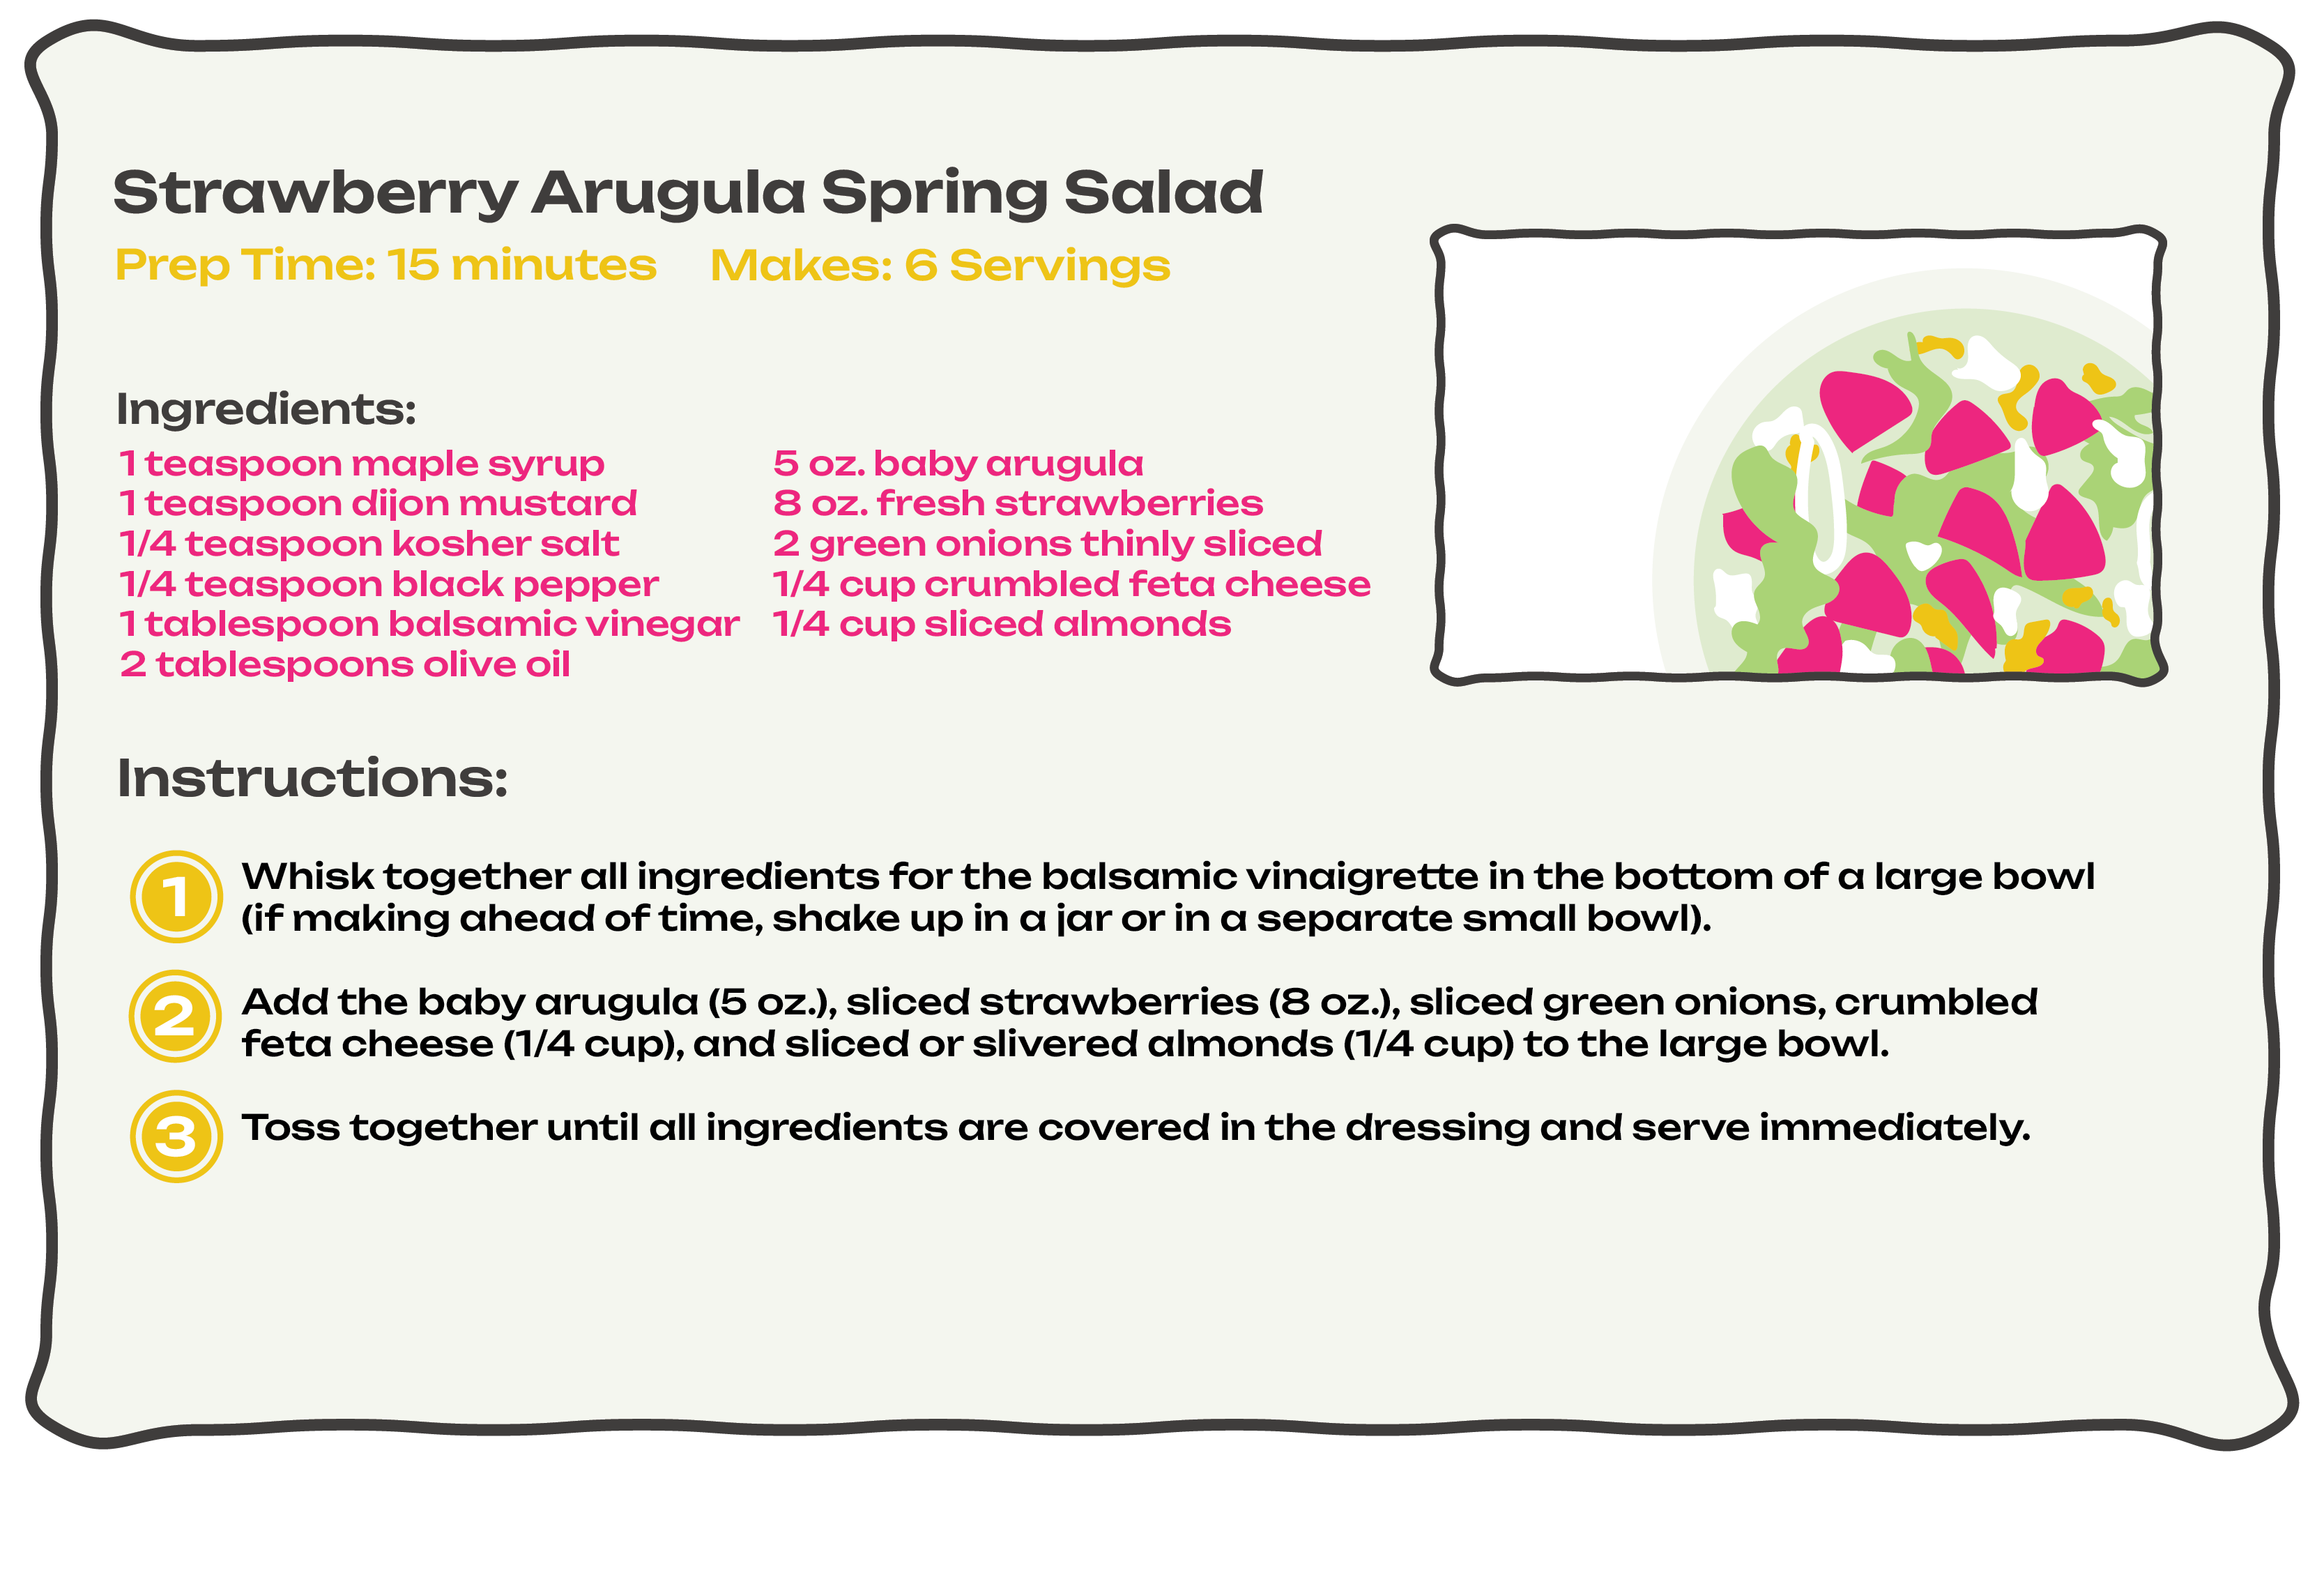 Strawberry Arugula Spring Salad
Prep Time: 15 minutes Makes: 6 Servings
Ingredients:
1 teaspoon maple syrup
1 teaspoon dijon mustard
1/4 teaspoon kosher salt
1/4 teaspoon black pepper
1 tablespoon balsamic vinegar
2 tablespoons olive oil
5 oz. baby arugula
8 oz. fresh strawberries
2 green onions thinly sliced
1/4 cup crumbled feta cheese
1/4 cup sliced almonds
Instructions:
1 Whisk together all ingredients for the balsamic vinaigrette in the bottom of a large bowl
(if making ahead of time, shake up in a jar or in a separate small bowl).
2 Add the baby arugula (5 oz.), sliced strawberries (8 oz.), sliced green onions, crumbled
feta cheese (1/4 cup), and sliced or slivered almonds (1/4 cup) to the large bowl.
3 Toss together until all ingredients are covered in the dressing and serve immediately.